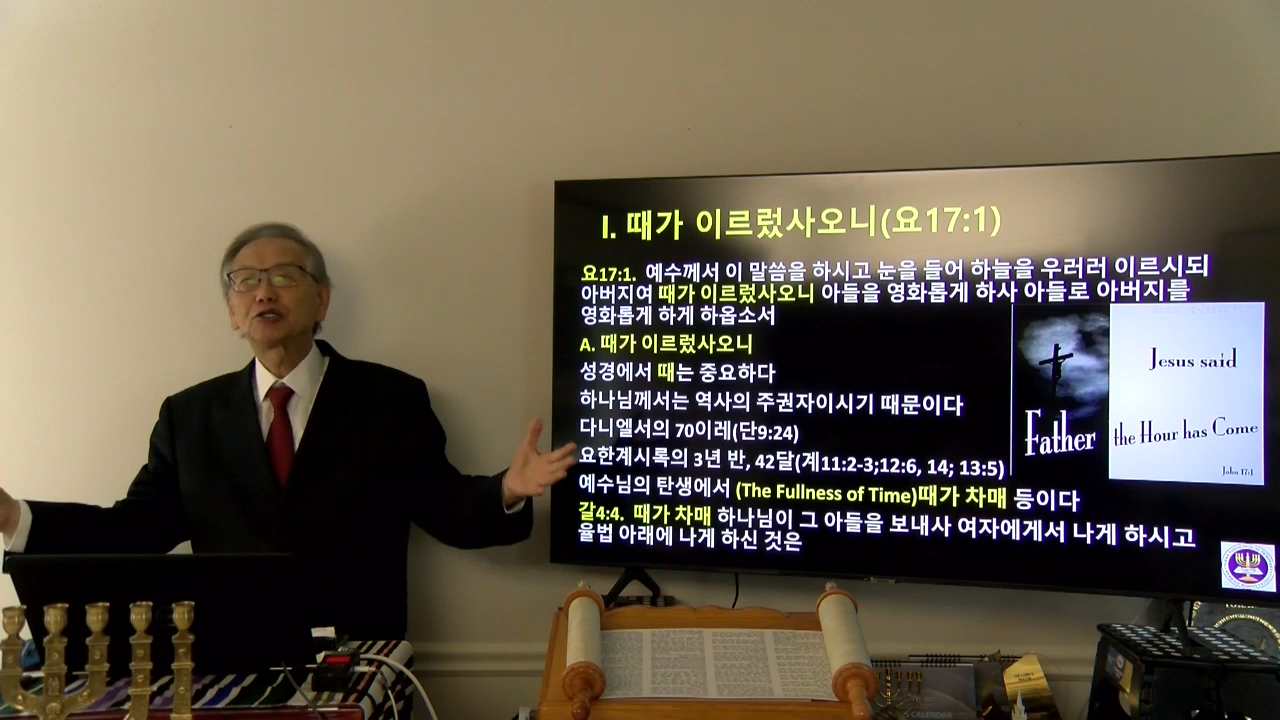 I. 때가 이르렀사오니(요17:1)
요17:1. 예수께서 이 말씀을 하시고 눈을 들어 하늘을 우러러 이르시되
아버지여 때가 이르렀사오니 아들을 영화롭게 하사 아들로 아버지를
영화롭게 하게 하옵소서
A. 때가 이르렀사오니
성경에서 때는 중요하다
하나님께서는 역사의 주권자이시기 때문이다
다니엘서의 70이레(단9:24)
요한계시록의 3년 반, 42달(계11:2-3;12:6, 14; 13:5)
예수님의 탄생에서 (The Fullness of Time)때가 차매 등이다
갈4:4. 때가 차매 하나님이 그 아들을 보내사 여자에게서 나게 하시고
율법 아래에 나게 하신 것은
Father
Jesus said
the Hour has Come
John 17:1
CALENDAR